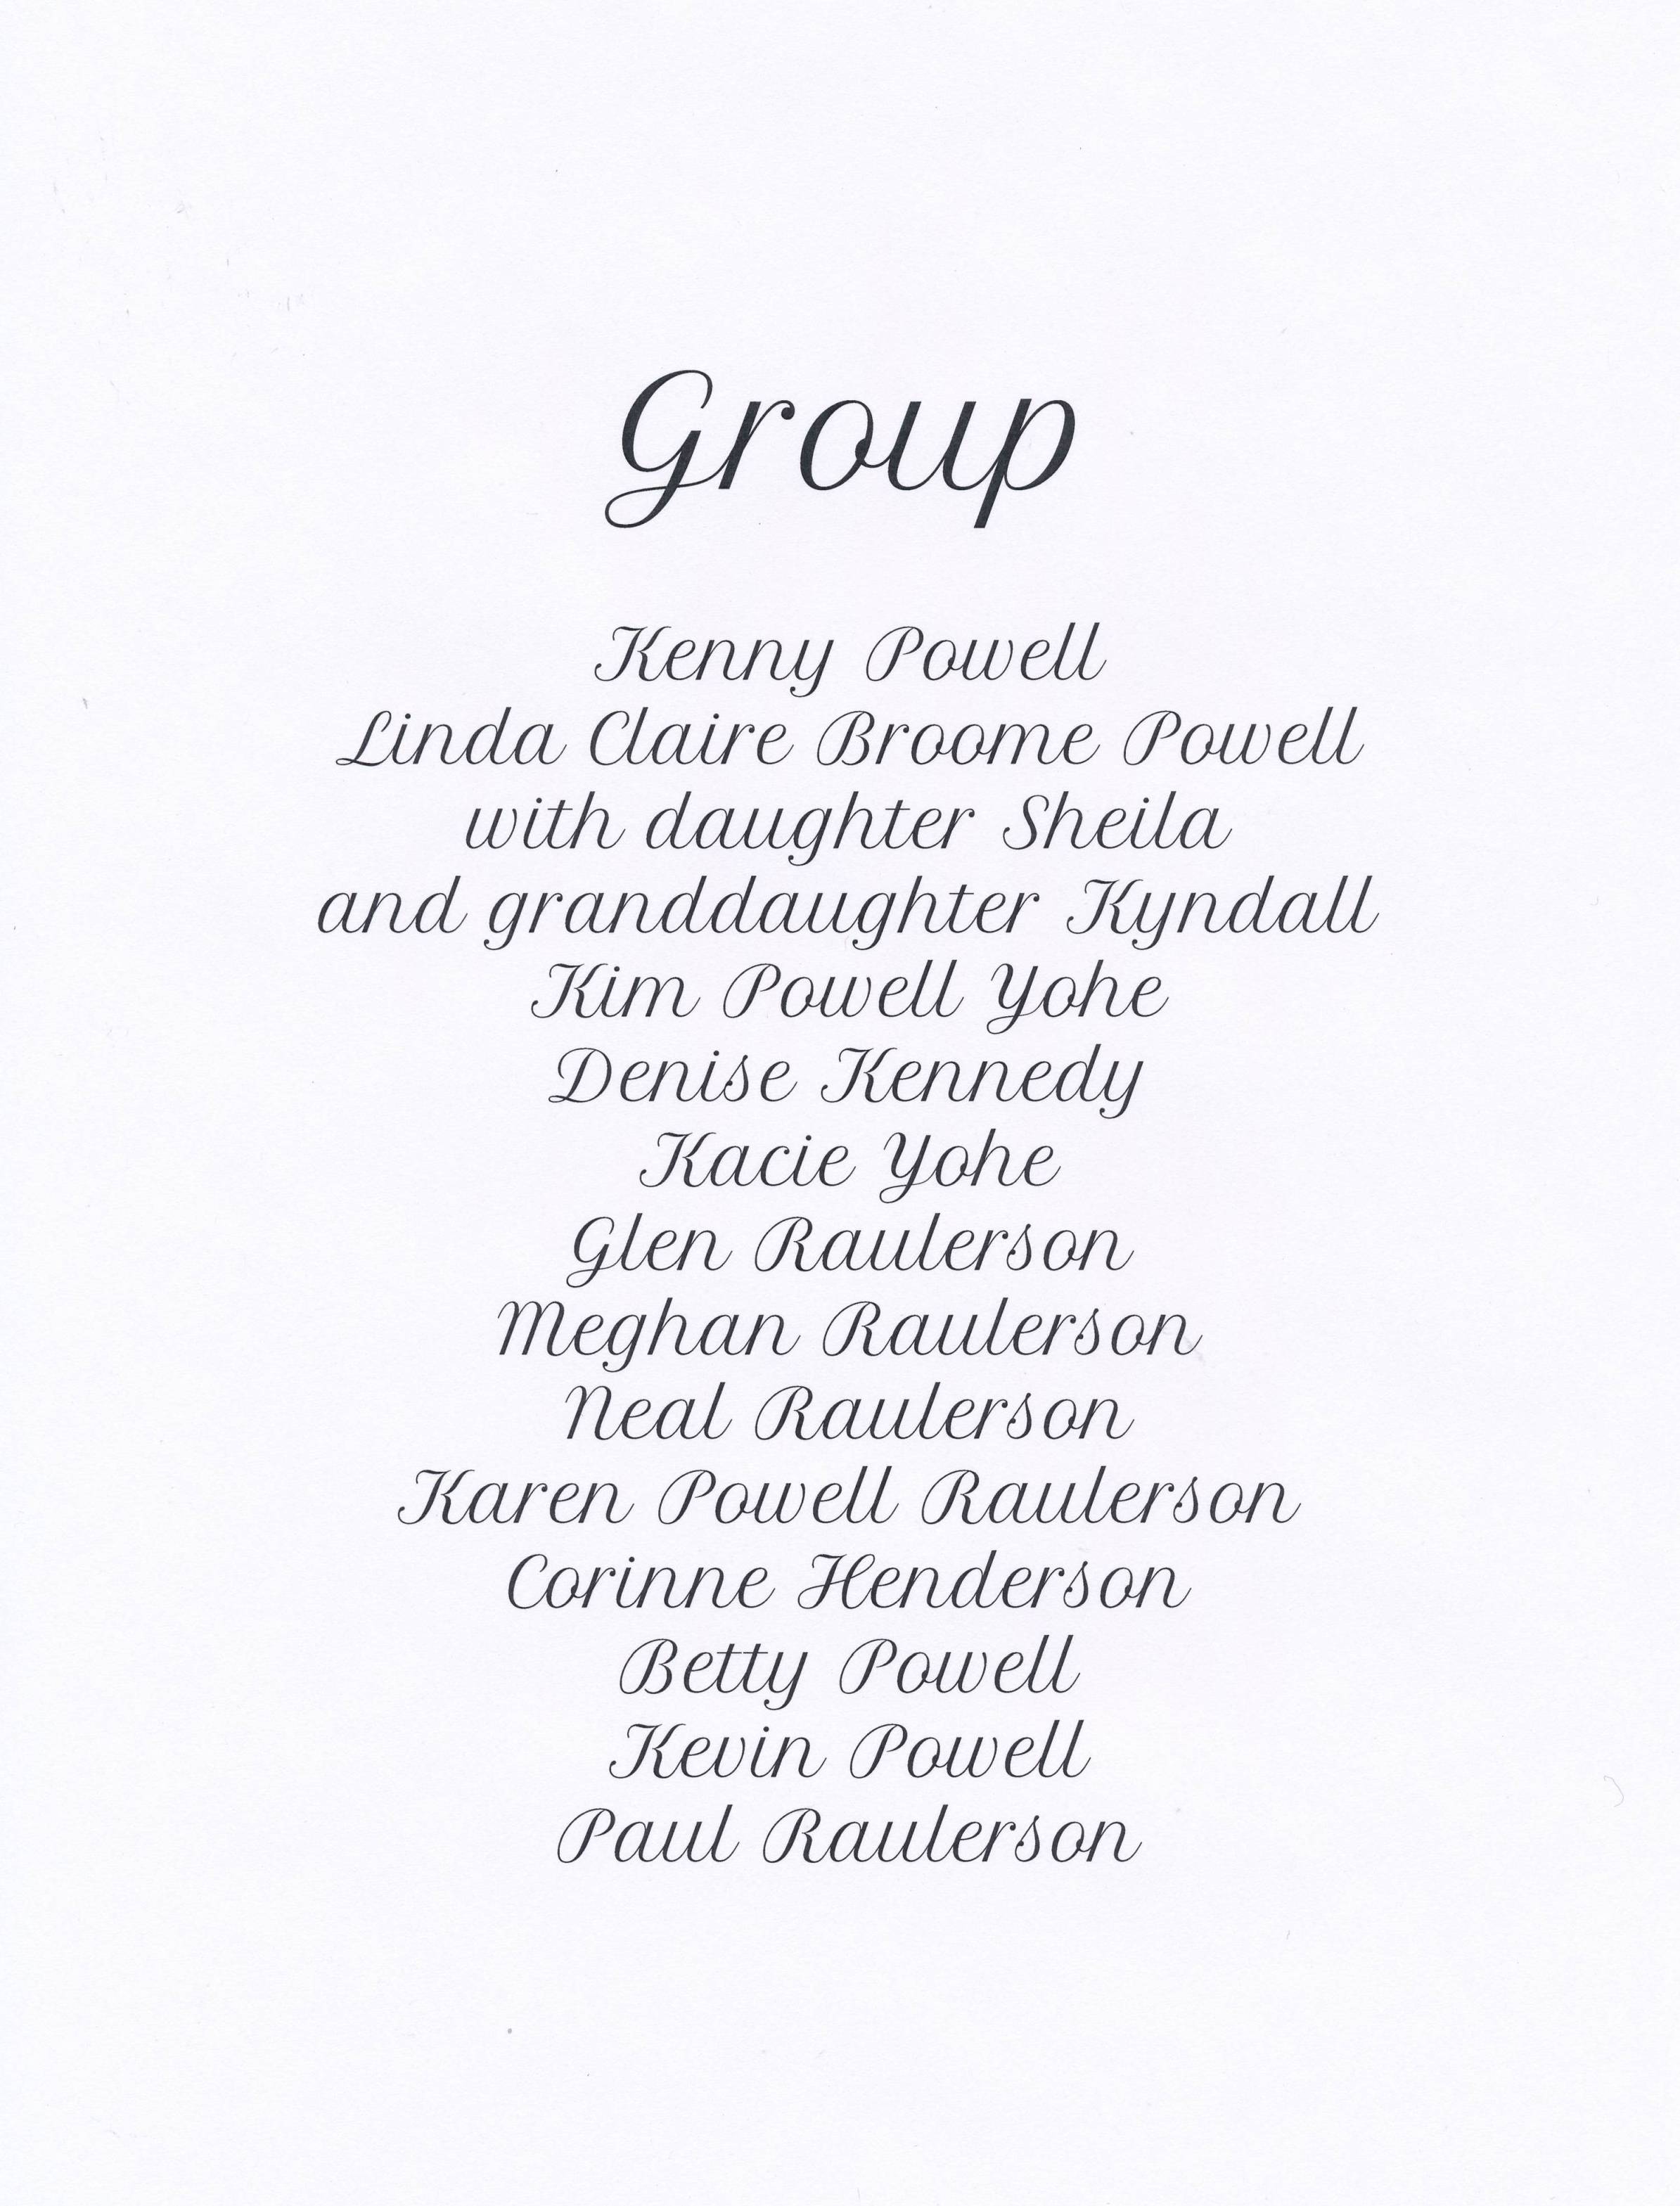 Group
Kenny Powell
Linda Claire Broome Powell
with daughter Sheila
and granddaughter Kyndall
Kim Powell Yohe
Denise Kennedy
Kacie Yohe
Glen Raulerson
Meghan Raulerson
Neal Raulerson
Karen Powell Raulerson
Corinne Henderson
Betty Powell
Kevin Powell
Paul Raulerson